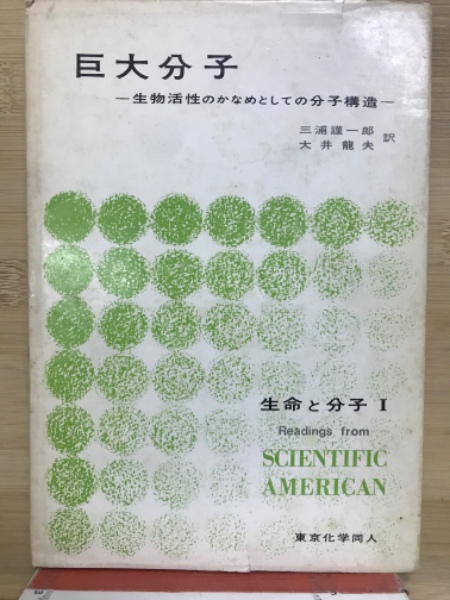 巨大分子
—生物活性のかなめとしての分子構造—
三浦謹一郎
大井龍夫 訳
生命と分子 I
Readings from
SCIENTIFIC
AMERICAN
東京化学同人